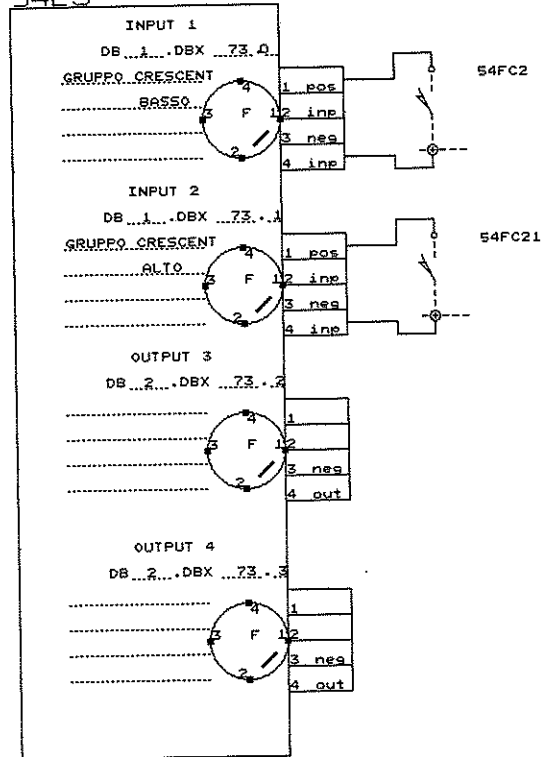 INPUT 1
DB 1 .DBX 73.0
GRUPPO CRESCENT
BASSO
4
3 F 1
2
1 pos
2 inp
3 neg
4 inp
54FC2
INPUT 2
DB 1 .DBX 73.1
GRUPPO CRESCENT
ALTO
4
3 F 1
2
1 pos
2 inp
3 neg
4 inp
54FC21
OUTPUT 3
DB 2 .DBX 73.2
4
3 F 1
2
1
2
3 neg
4 out
OUTPUT 4
DB 2 .DBX 73.3
4
3 F 1
2
1
2
3 neg
4 out